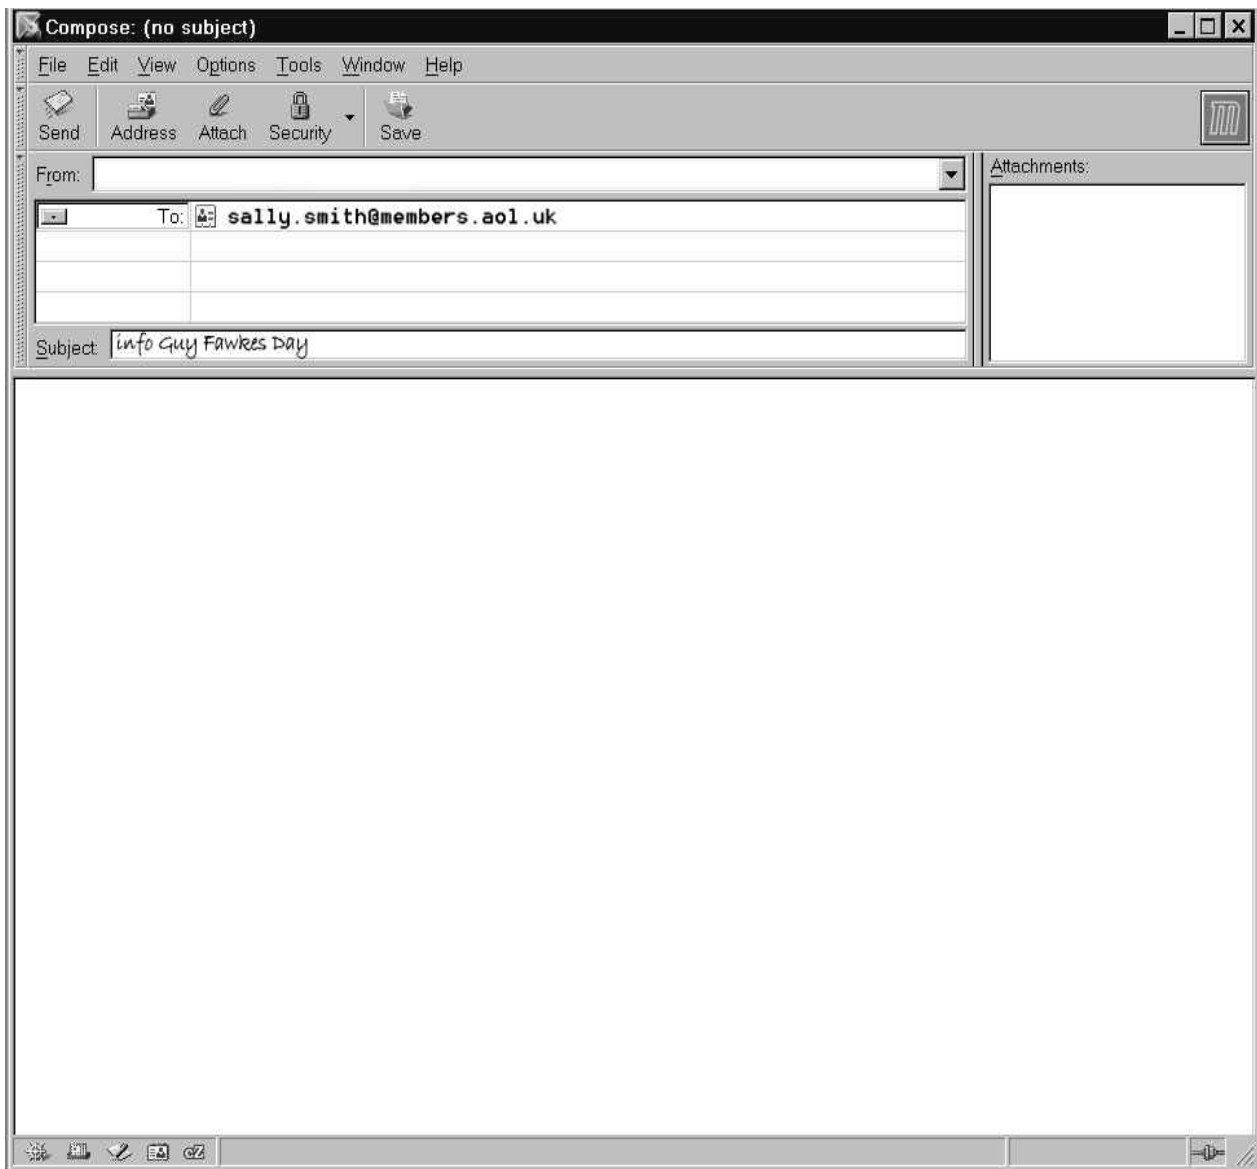 Compose: (no subject)
File Edit View Options Tools Window Help
Send Address Attach Security Save
From:
Attachments:
To: sally.smith@members.aol.uk
Subject: info Guy Fawkes Day